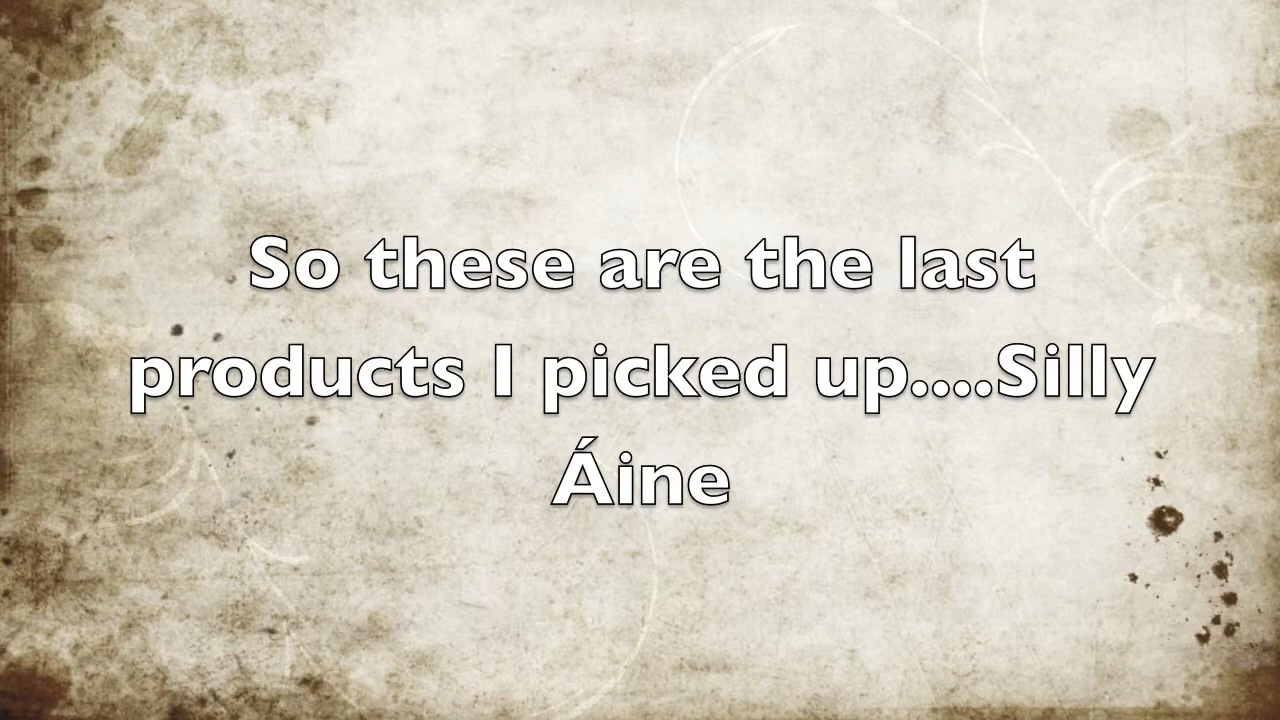 So these are the last
products I picked up....Silly
Áine